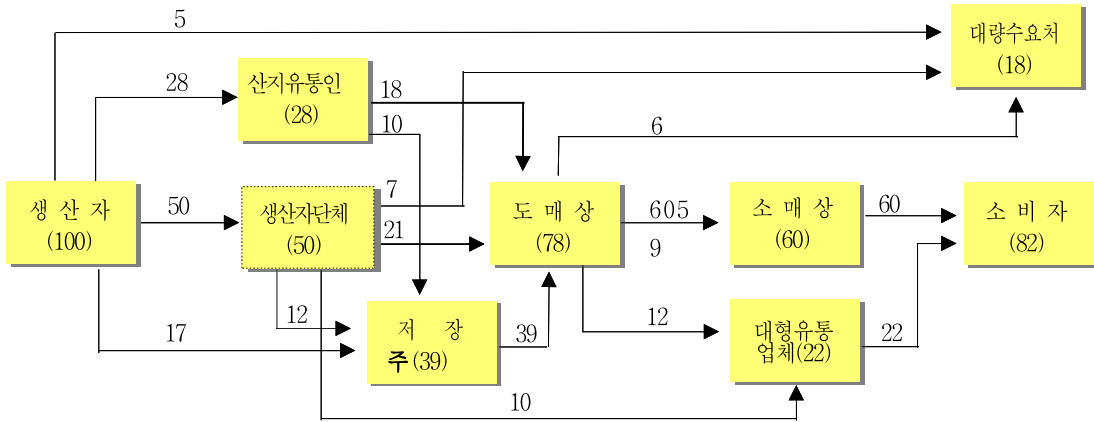 5
대량수요처
(18)
28
산지유통인
(28)
18
10
6
생 산 자
(100)
50
생산자단체
(50)
7
21
도 매 상
(78)
605
9
소 매 상
(60)
60
소 비 자
(82)
12
17
저 장
주(39)
39
12
대형유통
업체(22)
22
10